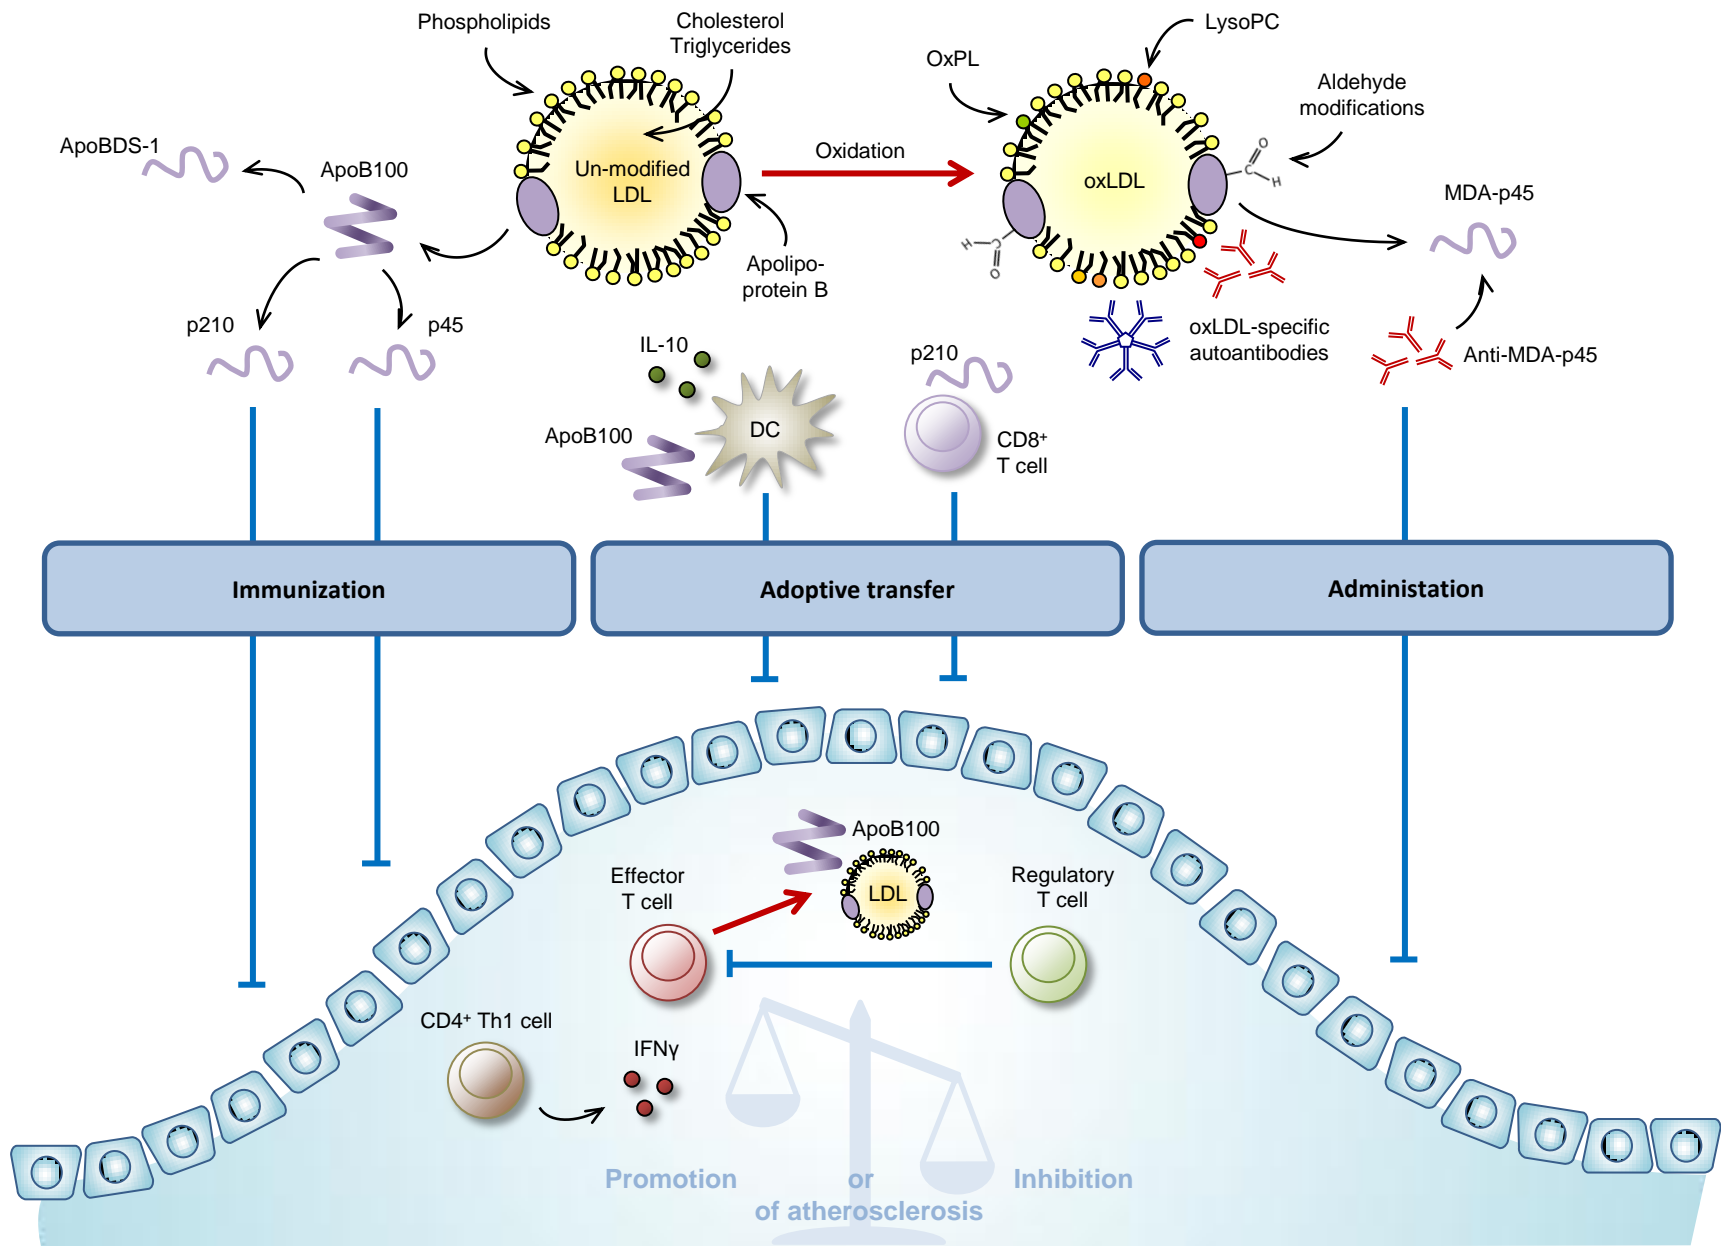 Phospholipids
Cholesterol
Triglycerides
LysoPC
OxPL
Aldehyde
modifications
ApoBDS-1
ApoB100
Un-modified
LDL
Oxidation
oxLDL
C
O
H
MDA-p45
H
C
O
Apolipo-
protein B
p210
p45
IL-10
p210
oxLDL-specific
autoantibodies
Anti-MDA-p45
ApoB100
DC
CD8+
T cell
Immunization
Adoptive transfer
Administation
ApoB100
Effector
T cell
LDL
Regulatory
T cell
CD4+ Th1 cell
IFNγ
Promotion or Inhibition
of atherosclerosis